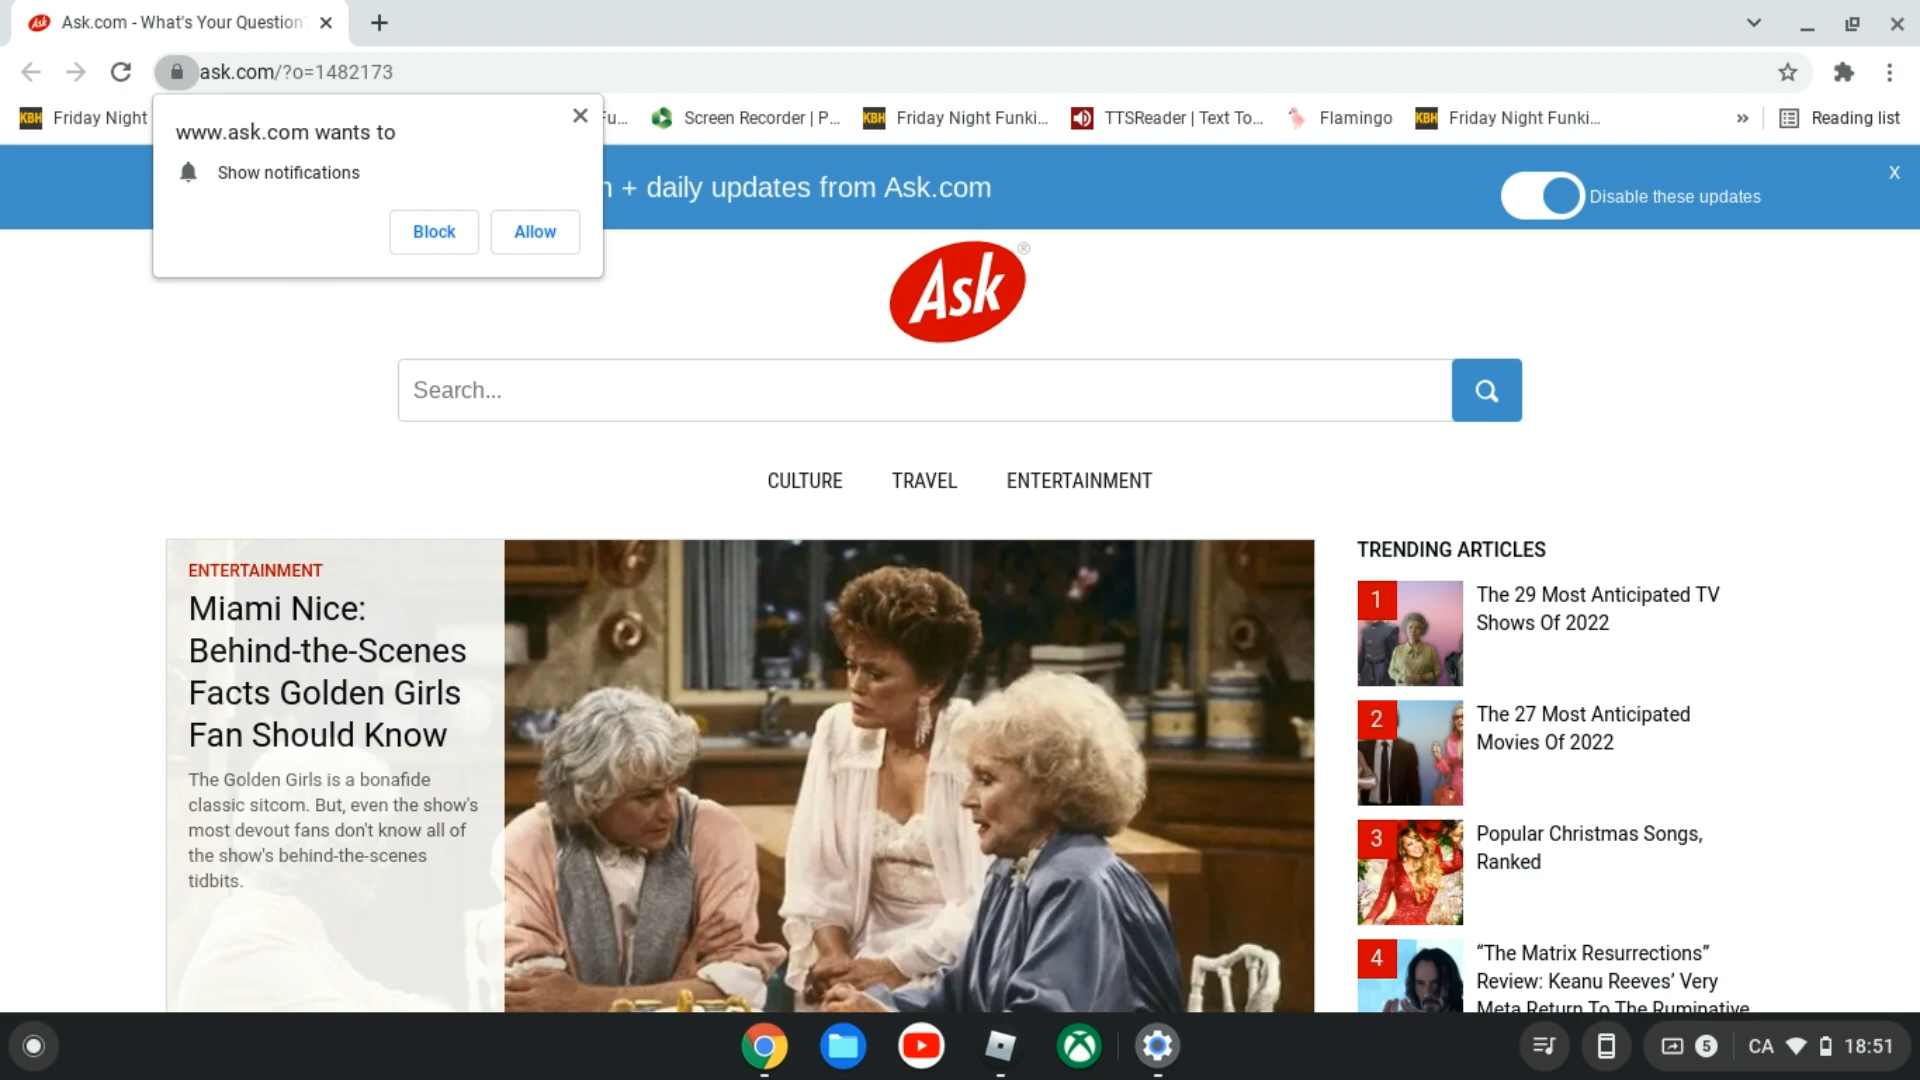 Ask.com - What's Your Question
ask.com/?o=1482173
Friday Night
Fu...
Screen Recorder | P...
Friday Night Funki...
TTSReader | Text To...
Flamingo
Friday Night Funki...
»
Reading list
www.ask.com wants to
Show notifications
Block
Allow
n + daily updates from Ask.com
Disable these updates
X
Ask®
Search...
CULTURE
TRAVEL
ENTERTAINMENT
ENTERTAINMENT
Miami Nice:
Behind-the-Scenes
Facts Golden Girls
Fan Should Know
The Golden Girls is a bonafide
classic sitcom. But, even the show's
most devout fans don't know all of
the show's behind-the-scenes
tidbits.
TRENDING ARTICLES
1
The 29 Most Anticipated TV
Shows Of 2022
2
The 27 Most Anticipated
Movies Of 2022
3
Popular Christmas Songs,
Ranked
4
“The Matrix Resurrections”
Review: Keanu Reeves’ Very
Meta Return To The Ruminative
5
CA
18:51